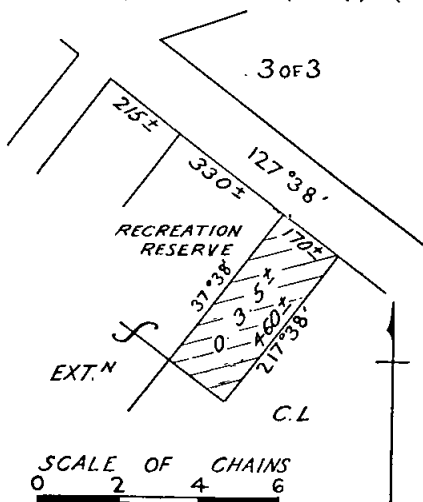 3 OF 3
215±
330±
127°38'
170±
RECREATION
RESERVE
37°38'
0. 3. 5±
460±
217°38'
EXT.N
C.L
SCALE OF CHAINS
0 2 4 6